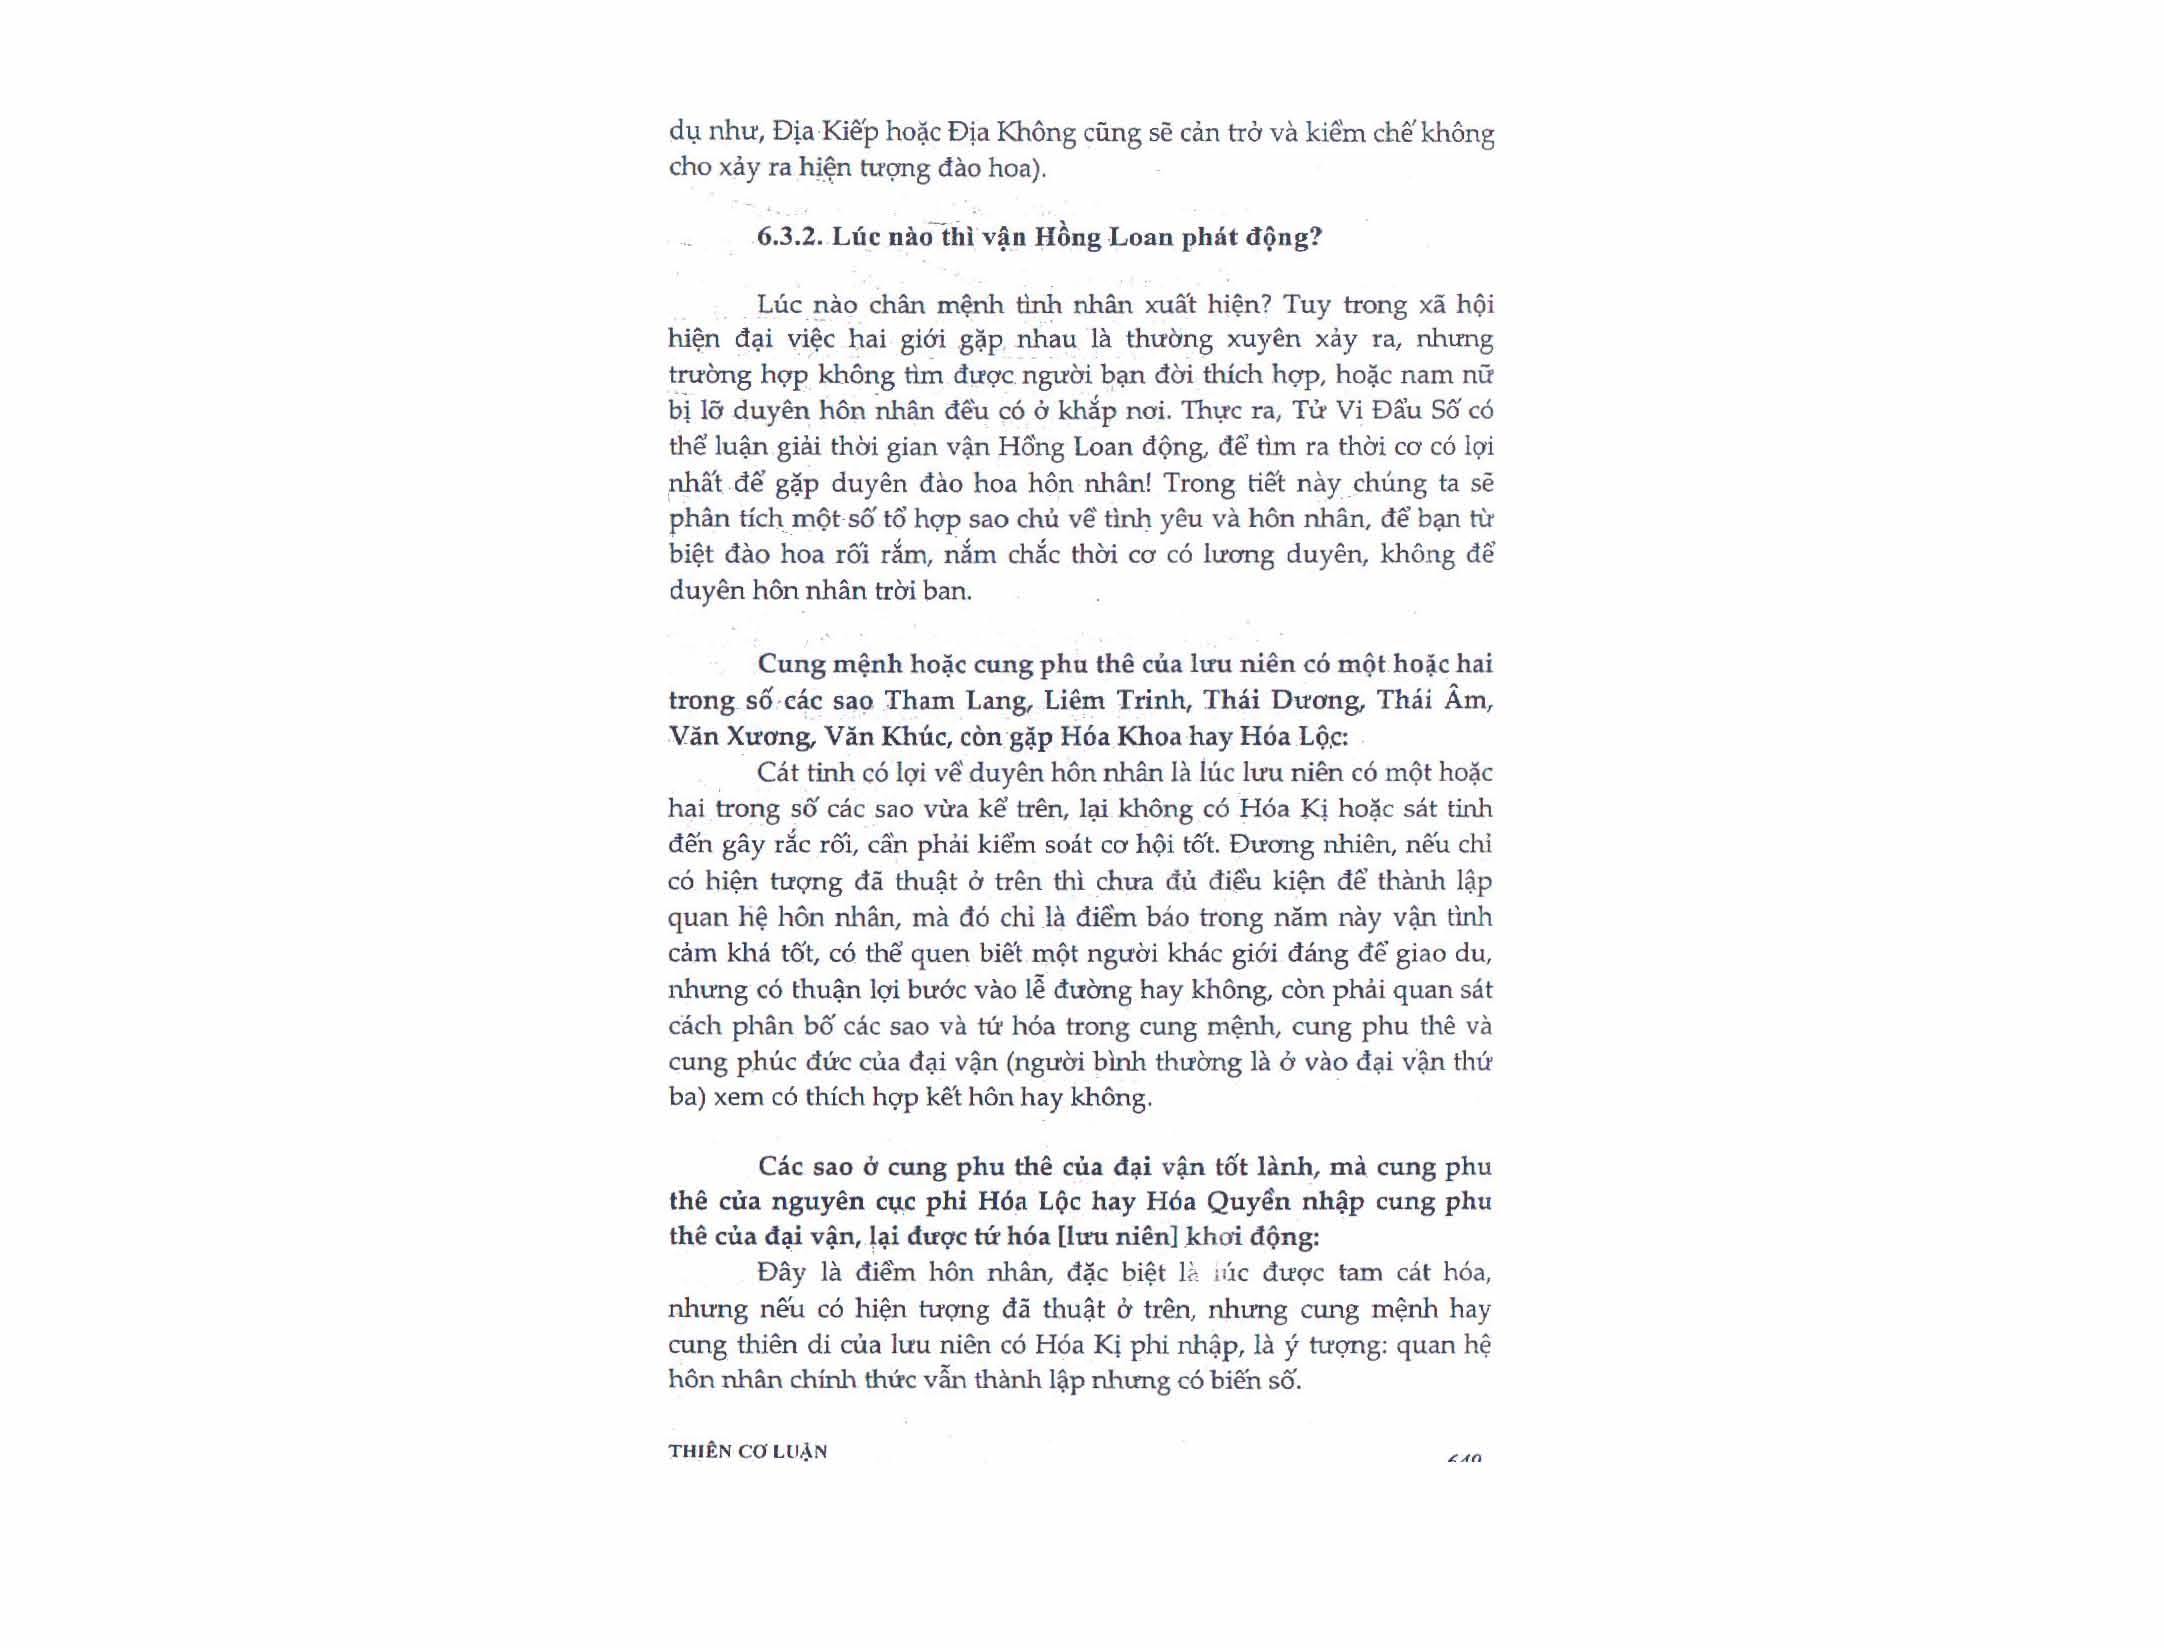 dụ như, Địa Kiếp hoặc Địa Không cũng sẽ cản trở và kiềm chế không
cho xảy ra hiện tượng đào hoa).
6.3.2. Lúc nào thì vận Hồng Loan phát động?
Lúc nào chân mệnh tình nhân xuất hiện? Tuy trong xã hội
hiện đại việc hai giới gặp nhau là thường xuyên xảy ra, nhưng
trường hợp không tìm được người bạn đời thích hợp, hoặc nam nữ
bị lỡ duyên hôn nhân đều có ở khắp nơi. Thực ra, Tử Vi Đẩu Số có
thể luận giải thời gian vận Hồng Loan động, để tìm ra thời cơ có lợi
nhất để gặp duyên đào hoa hôn nhân! Trong tiết này chúng ta sẽ
phân tích một số tổ hợp sao chủ về tình yêu và hôn nhân, để bạn từ
biệt đào hoa rối rắm, nắm chắc thời cơ có lương duyên, không để
duyên hôn nhân trời ban.
Cung mệnh hoặc cung phu thê của lưu niên có một hoặc hai
trong số các sao Tham Lang, Liêm Trinh, Thái Dương, Thái Âm,
Văn Xương, Văn Khúc, còn gặp Hóa Khoa hay Hóa Lộc:
Cát tinh có lợi về duyên hôn nhân là lúc lưu niên có một hoặc
hai trong số các sao vừa kể trên, lại không có Hóa Kị hoặc sát tinh
đến gây rắc rối, cần phải kiểm soát cơ hội tốt. Đương nhiên, nếu chỉ
có hiện tượng đã thuật ở trên thì chưa đủ điều kiện để thành lập
quan hệ hôn nhân, mà đó chỉ là điềm báo trong năm này vận tình
cảm khá tốt, có thể quen biết một người khác giới đáng để giao du,
nhưng có thuận lợi bước vào lễ đường hay không, còn phải quan sát
cách phân bố các sao và tứ hóa trong cung mệnh, cung phu thê và
cung phúc đức của đại vận (người bình thường là ở vào đại vận thứ
ba) xem có thích hợp kết hôn hay không.
Các sao ở cung phu thê của đại vận tốt lành, mà cung phu
thê của nguyên cục phi Hóa Lộc hay Hóa Quyền nhập cung phu
thê của đại vận, lại được tứ hóa [lưu niên] khơi động:
Đây là điềm hôn nhân, đặc biệt là lúc được tam cát hóa,
nhưng nếu có hiện tượng đã thuật ở trên, nhưng cung mệnh hay
cung thiên di của lưu niên có Hóa Kị phi nhập, là ý tượng: quan hệ
hôn nhân chính thức vẫn thành lập nhưng có biến số.
THIÊN CƠ LUẬN